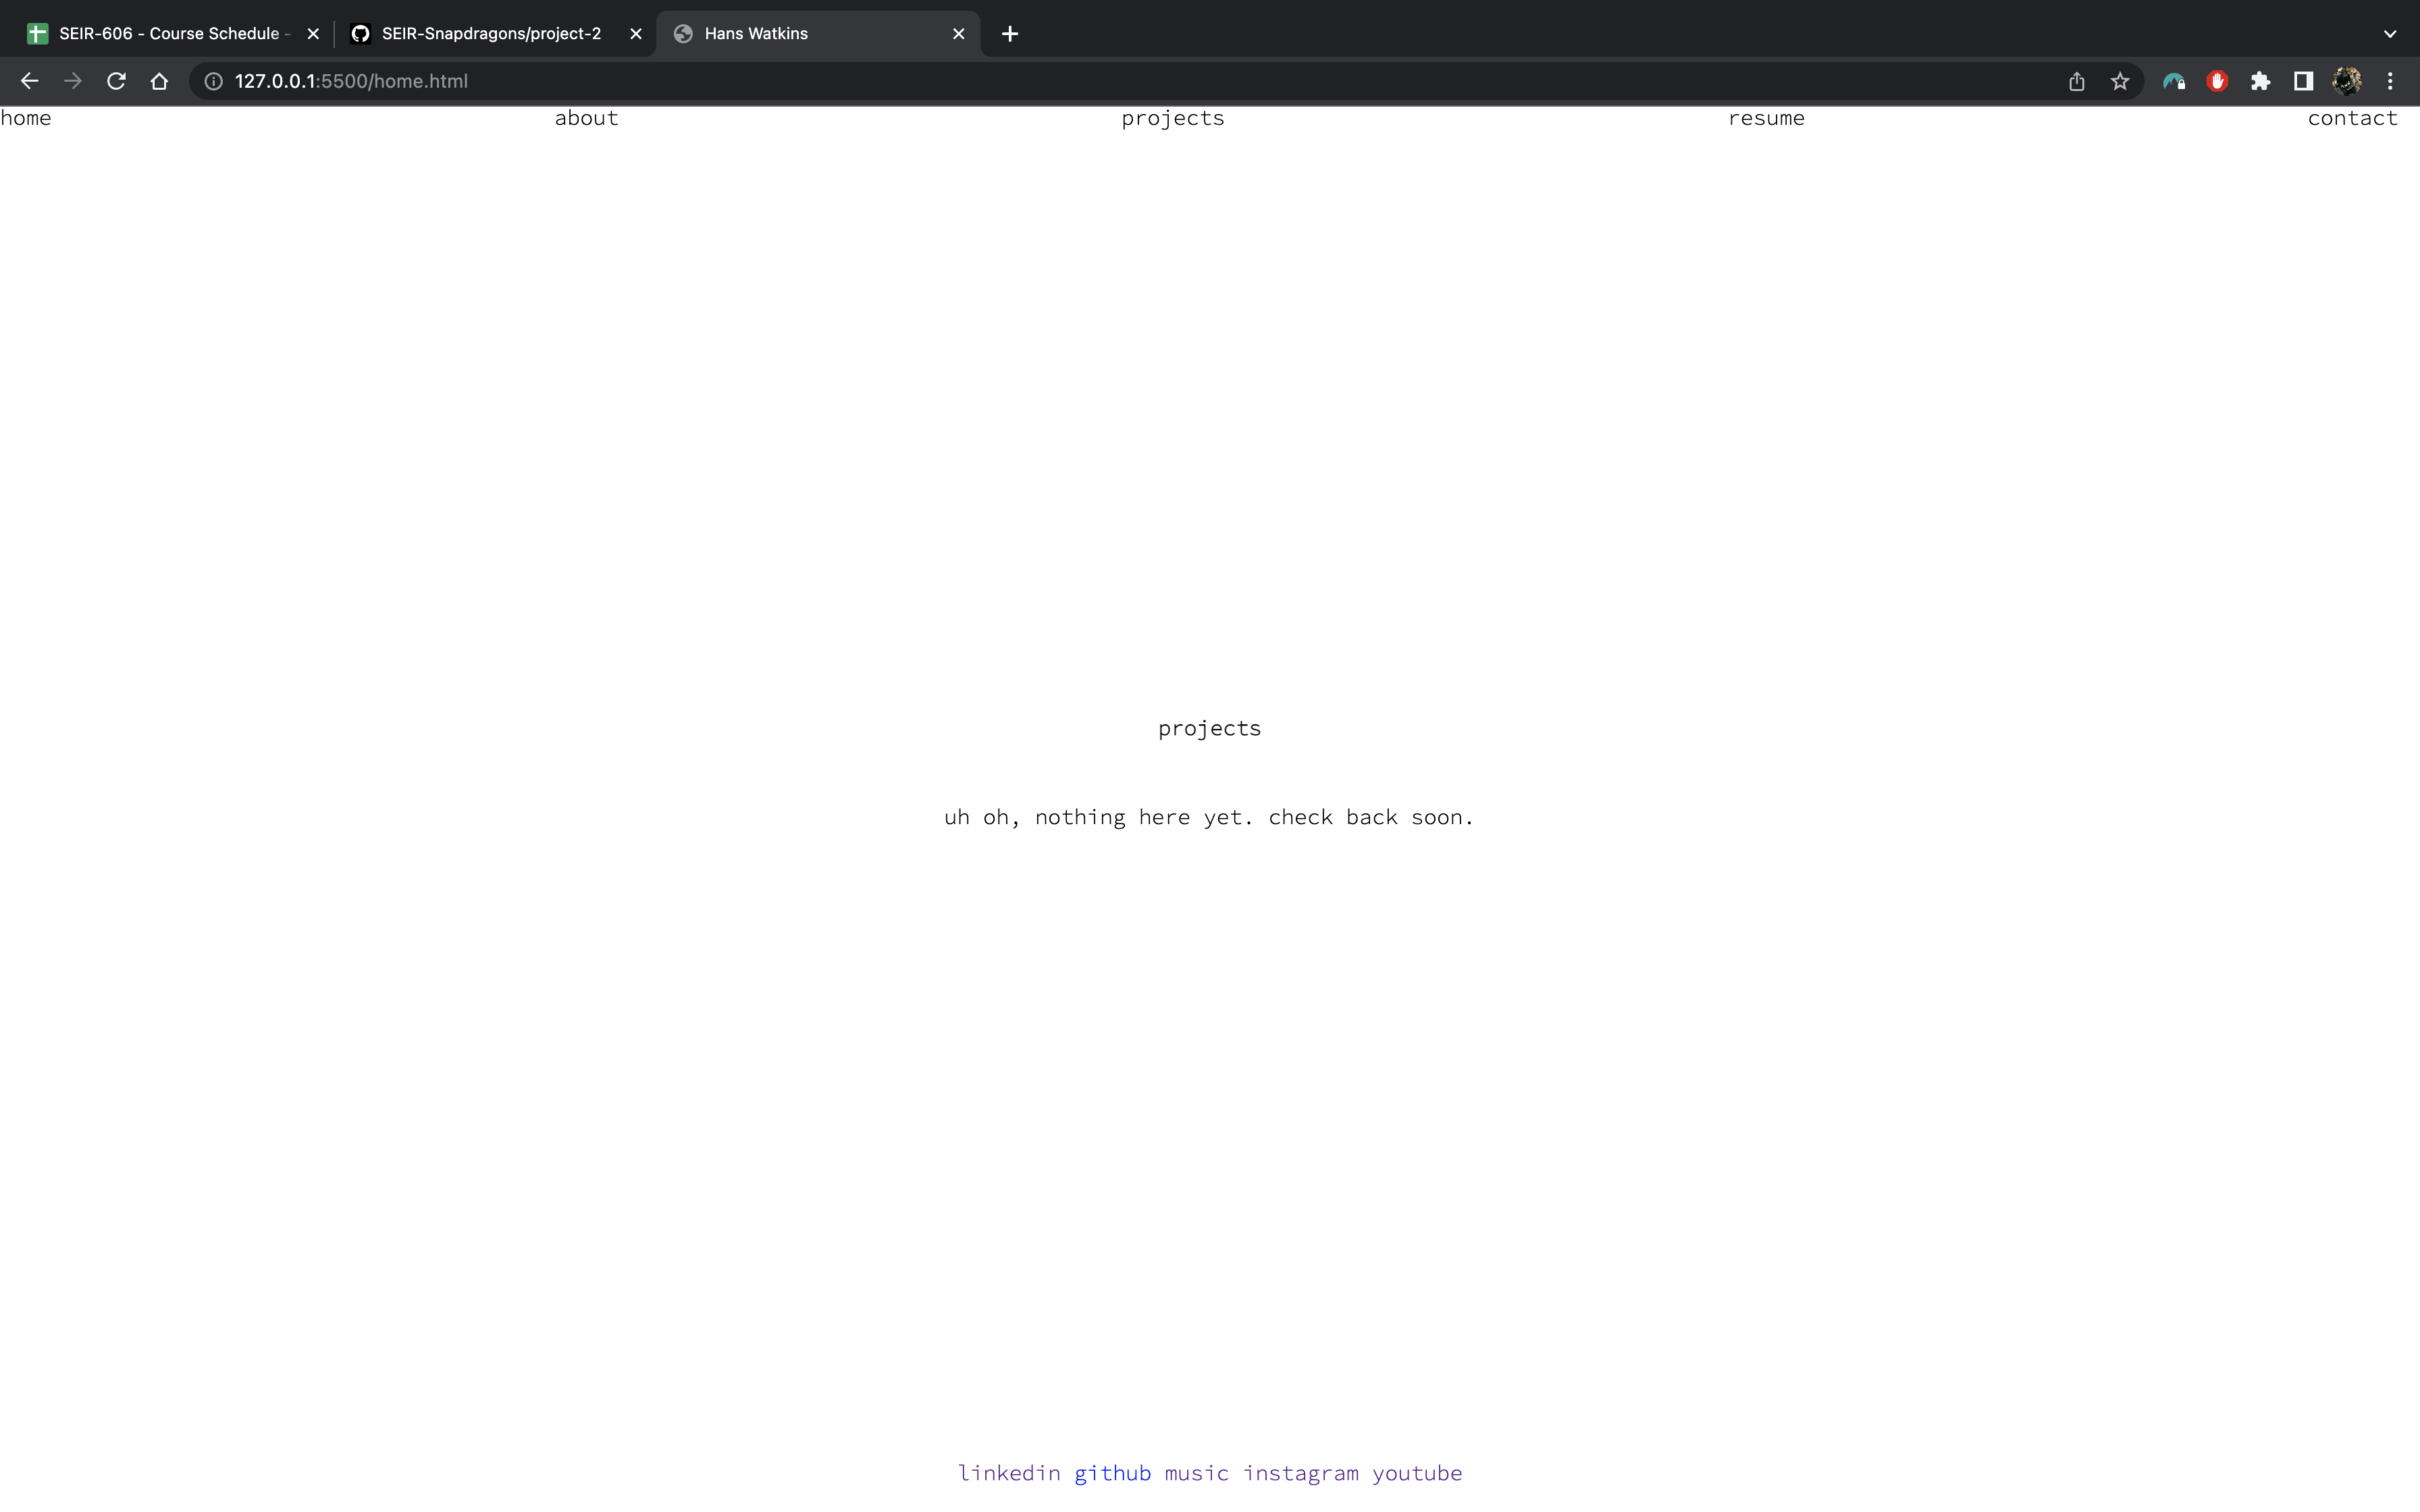 SEIR-606 - Course Schedule -
SEIR-Snapdragons/project-2
Hans Watkins
127.0.0.1:5500/home.html
home about projects resume contact
projects
uh oh, nothing here yet. check back soon.
linkedin github music instagram youtube